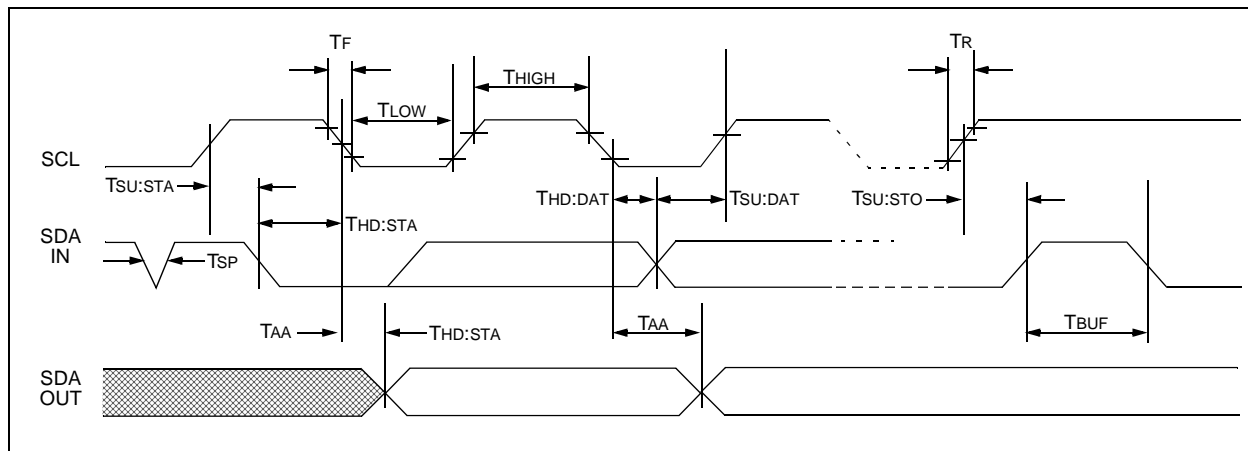 TF
TR
THIGH
TLOW
SCL
TSU:STA
THD:DAT
TSU:DAT
TSU:STO
THD:STA
SDA
IN
TSP
TAA
THD:STA
TAA
TBUF
SDA
OUT